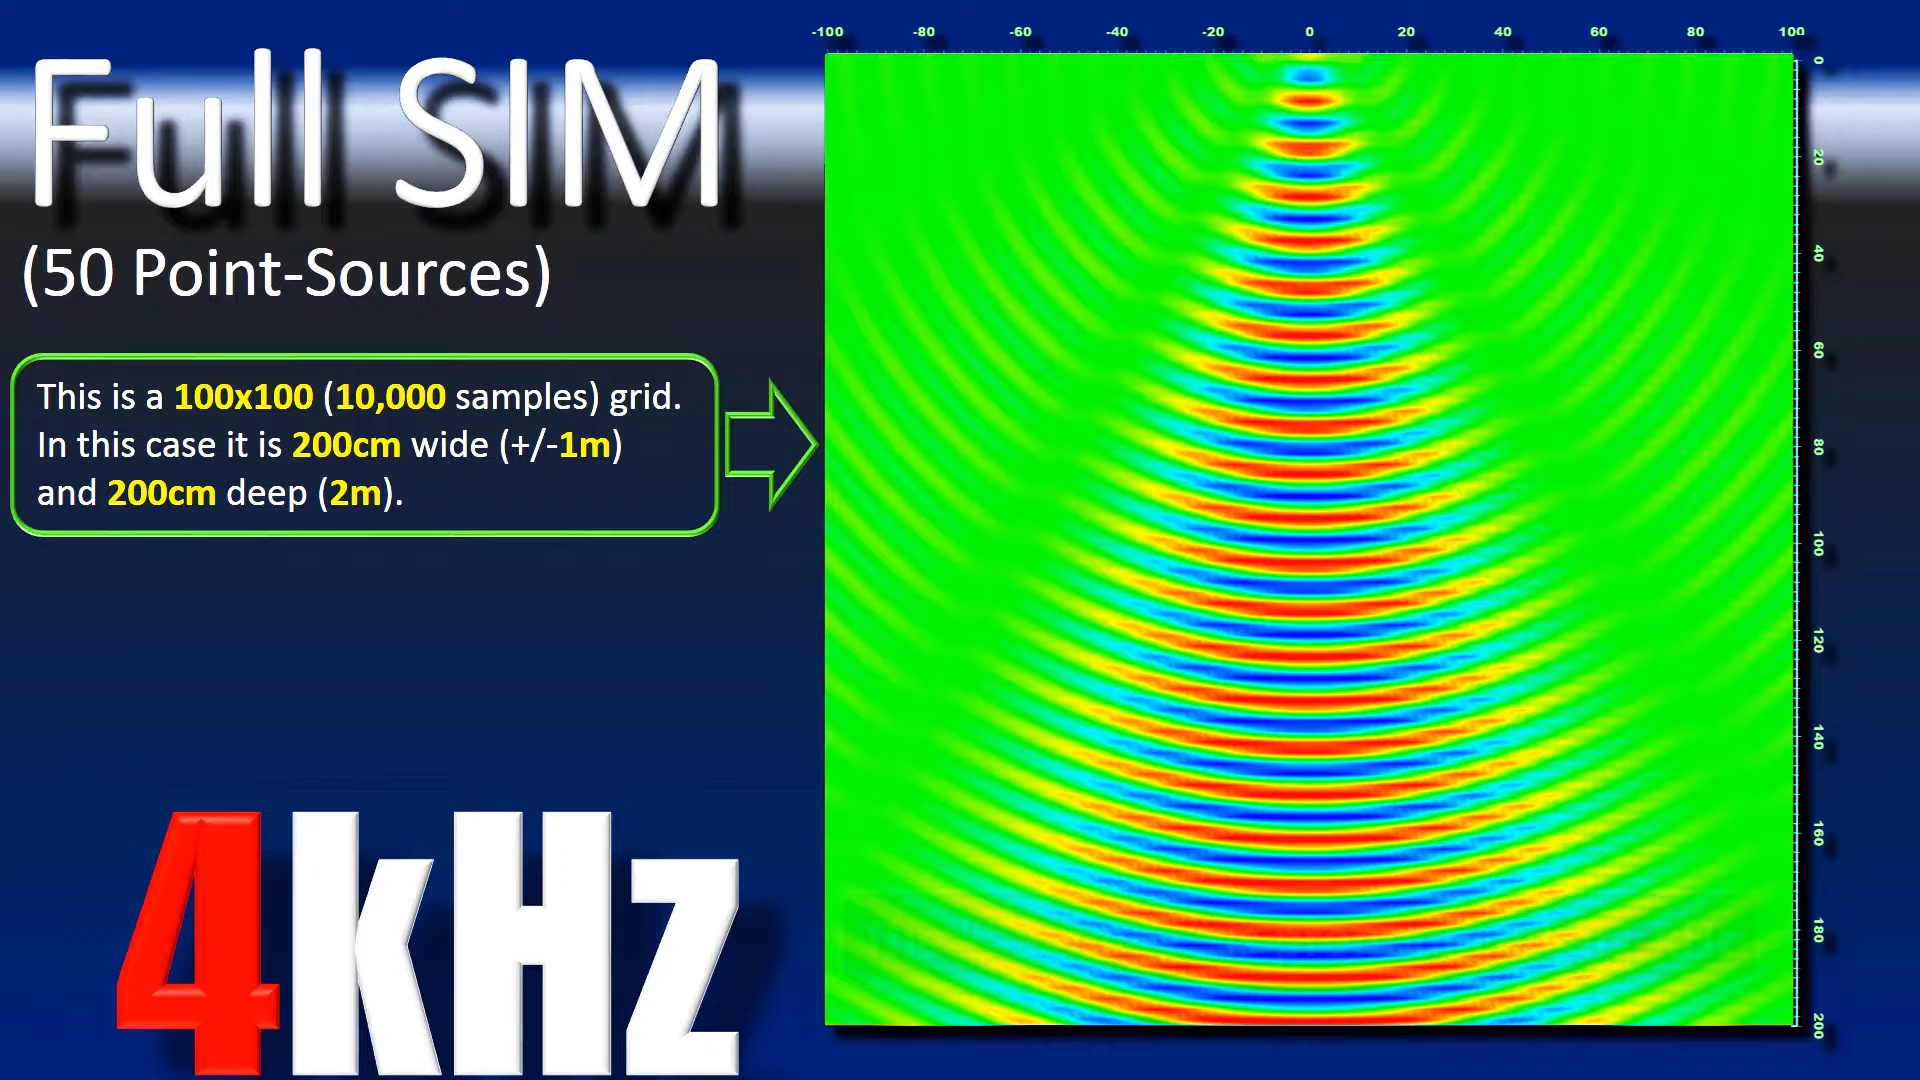 Full SIM
(50 Point-Sources)
This is a 100x100 (10,000 samples) grid.
In this case it is 200cm wide (+/-1m)
and 200cm deep (2m).
4kHz
-100 -80 -60 -40 -20 0 20 40 60 80 100
0
20
40
60
80
100
120
140
160
180
200